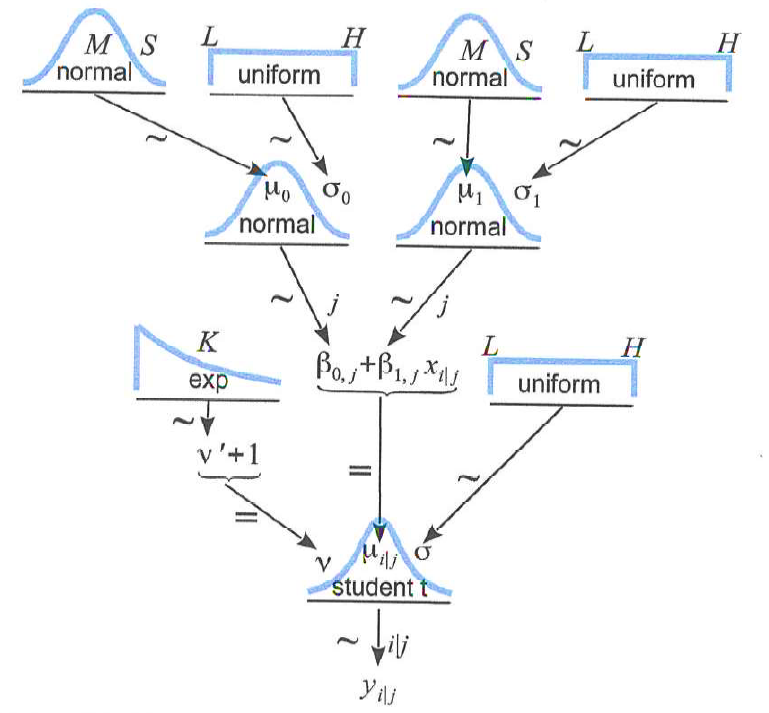 M S L H M S L H
normal uniform normal uniform
~ ~ ~ ~
μ0 σ0 μ1 σ1
normal normal
~ j ~ j
K β0,j+β1,j xi|j L H
exp uniform
~
ν'+1
= = ~
ν μi|j σ
student t
~ i|j
yi|j